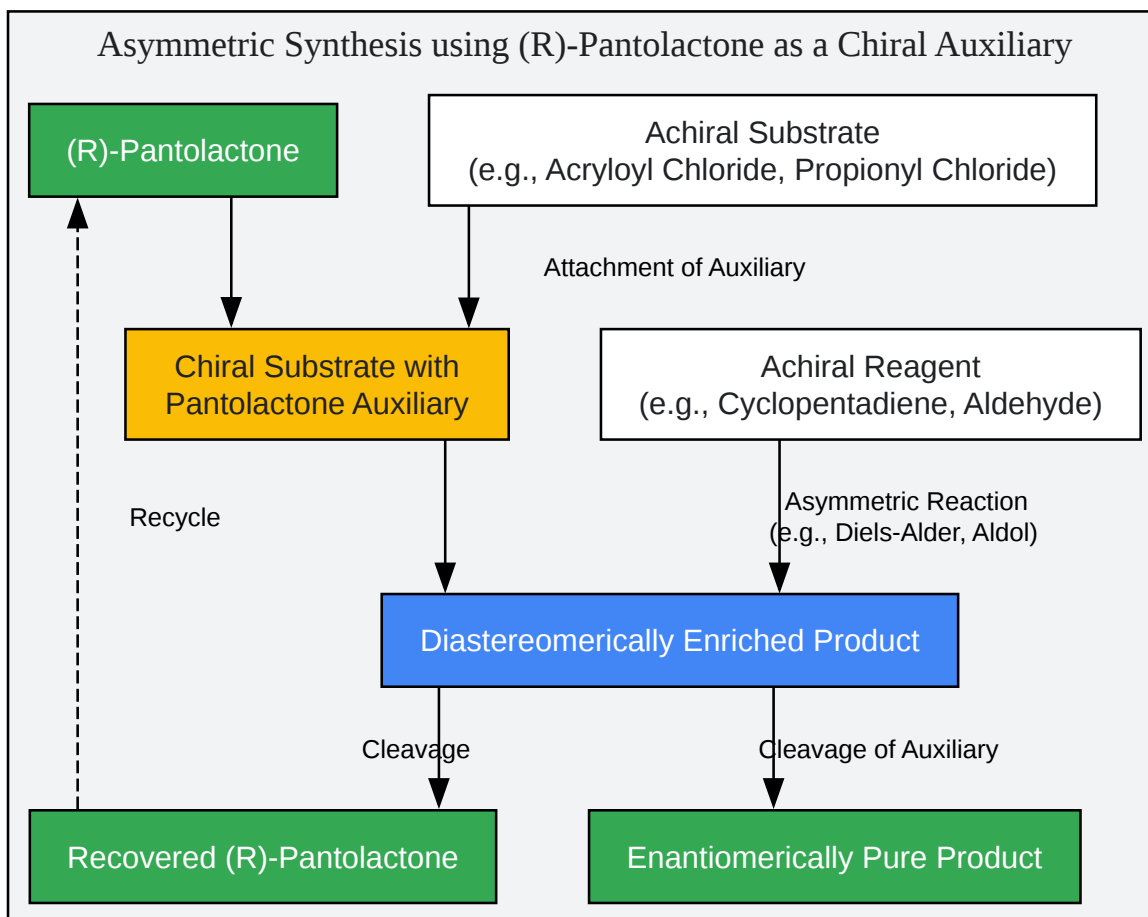 Asymmetric Synthesis using (R)-Pantolactone as a Chiral Auxiliary
(R)-Pantolactone
Achiral Substrate
(e.g., Acryloyl Chloride, Propionyl Chloride)
Attachment of Auxiliary
Chiral Substrate with
Pantolactone Auxiliary
Achiral Reagent
(e.g., Cyclopentadiene, Aldehyde)
Recycle
Asymmetric Reaction
(e.g., Diels-Alder, Aldol)
Diastereomerically Enriched Product
Cleavage
Cleavage of Auxiliary
Recovered (R)-Pantolactone
Enantiomerically Pure Product